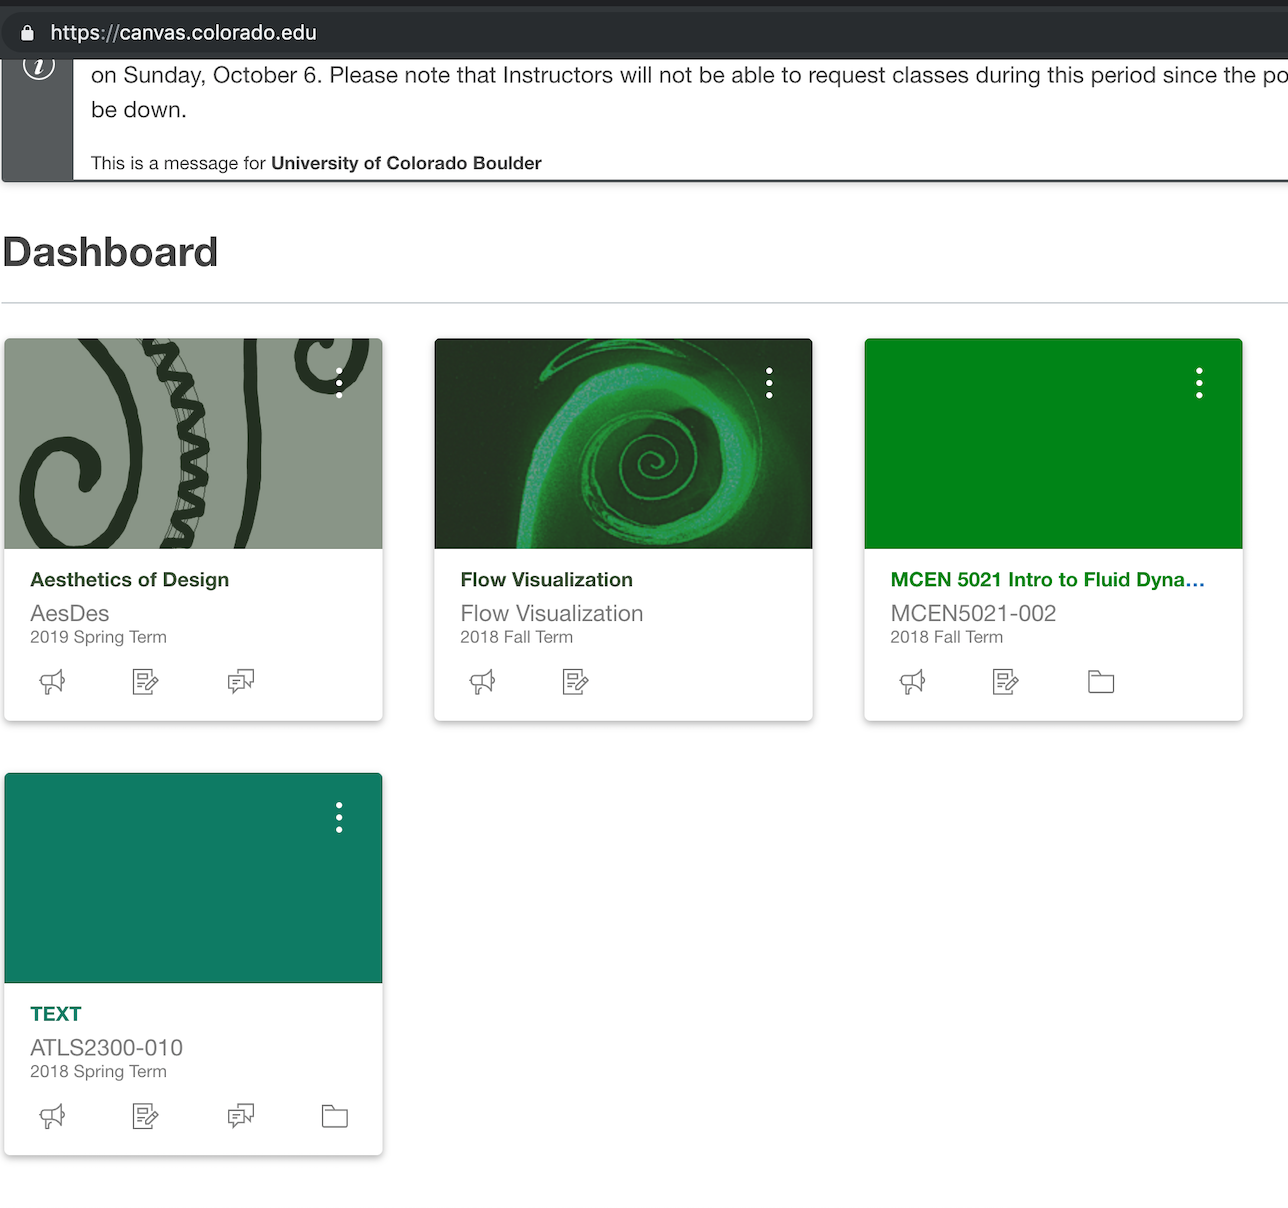 https://canvas.colorado.edu
on Sunday, October 6. Please note that Instructors will not be able to request classes during this period since the
be down.
This is a message for University of Colorado Boulder
Dashboard
Aesthetics of Design
AesDes
2019 Spring Term
Flow Visualization
Flow Visualization
2018 Fall Term
MCEN 5021 Intro to Fluid Dyna...
MCEN5021-002
2018 Fall Term
TEXT
ATLS2300-010
2018 Spring Term